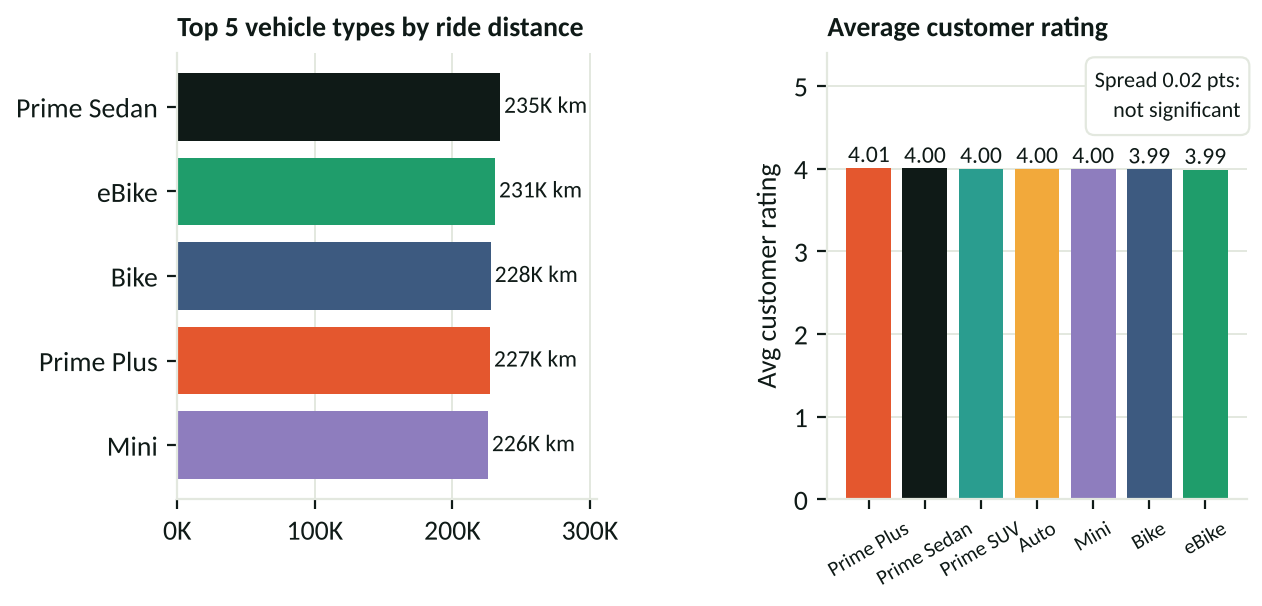 Top 5 vehicle types by ride distance
Prime Sedan
235K km
eBike
231K km
Bike
228K km
Prime Plus
227K km
Mini
226K km
0K
100K
200K
300K
Average customer rating
Spread 0.02 pts:
not significant
Avg customer rating
5
4
3
2
1
0
4.01
4.00
4.00
4.00
4.00
3.99
3.99
Prime Plus
Prime Sedan
Prime SUV
Auto
Mini
Bike
eBike